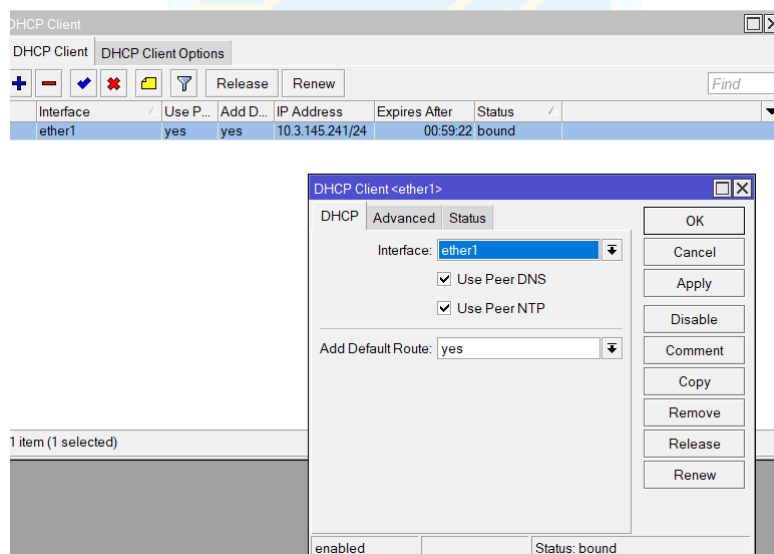 DHCP Client
DHCP Client DHCP Client Options
Release Renew Find
Interface Use P... Add D... IP Address Expires After Status
ether1 yes yes 10.3.145.241/24 00:59:22 bound
DHCP Client <ether1>
DHCP Advanced Status
Interface: ether1
Use Peer DNS
Use Peer NTP
Add Default Route: yes
OK
Cancel
Apply
Disable
Comment
Copy
Remove
Release
Renew
1 item (1 selected)
enabled Status: bound